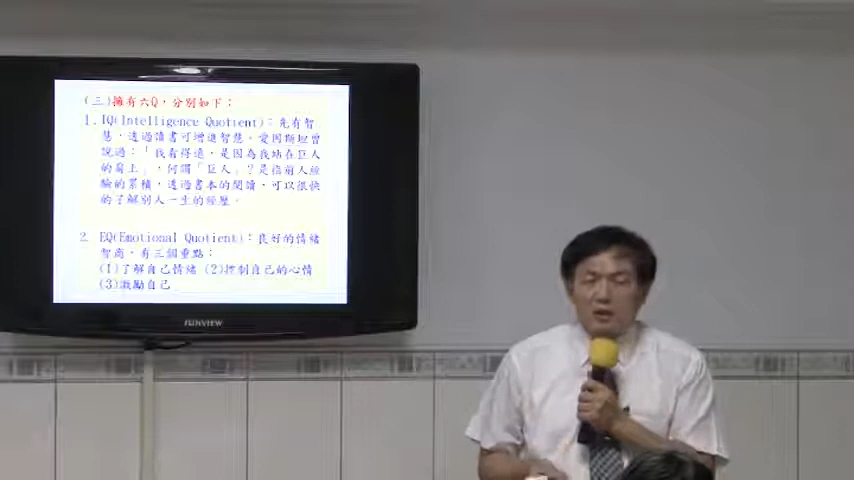 (三)擁有六Q，分別如下：
1.IQ(Intelligence Quotient)：先有智
慧，透過讀書可增進智慧。愛因斯坦曾
說過：「我看得遠，是因為我站在巨人
的肩上」，何謂「巨人」？是指前人經
驗的累積，透過書本的閱讀，可以很快
的了解別人一生的經歷。
2. EQ(Emotional Quotient)：良好的情緒
智商，有三個重點：
(1)了解自己情緒 (2)控制自己的心情
(3)激勵自己
SUNVIEW